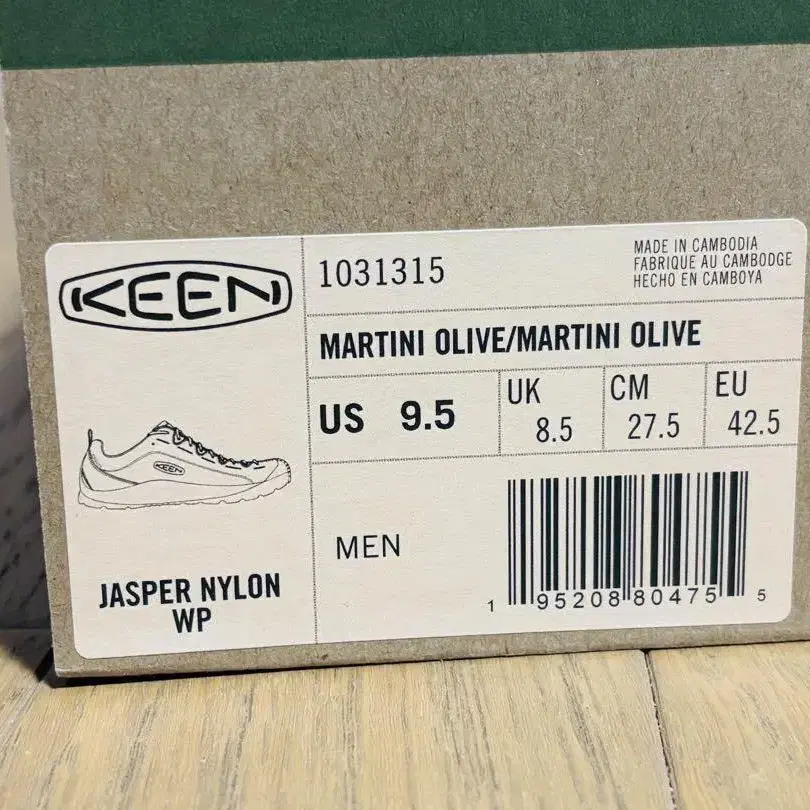 KEEN
1031315
MADE IN CAMBODIA
FABRIQUE AU CAMBODGE
HECHO EN CAMBOYA
MARTINI OLIVE/MARTINI OLIVE
US 9.5
UK 8.5
CM 27.5
EU 42.5
KEEN
JASPER NYLON
WP
MEN
1 95208 80475 5